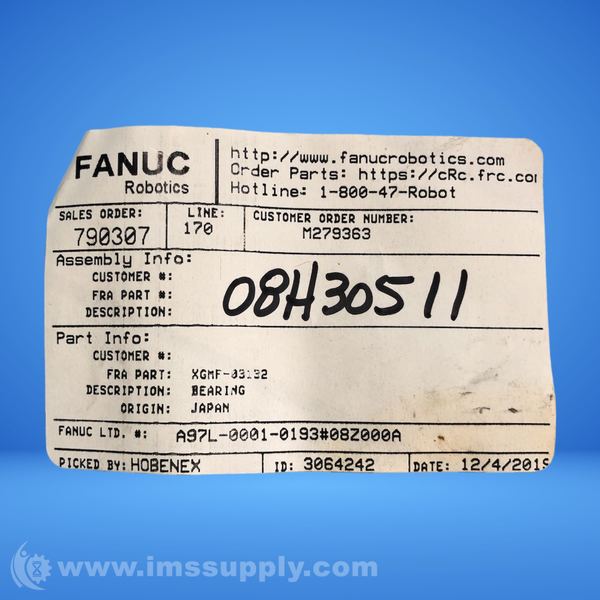 FANUC
Robotics
http://www.fanucrobotics.com
Order Parts: https://cRc.frc.com
Hotline: 1-800-47-Robot
SALES ORDER:
790307
LINE:
170
CUSTOMER ORDER NUMBER:
M279363
Assembly Info:
CUSTOMER #:
FRA PART #:
DESCRIPTION:
08H30511
Part Info:
CUSTOMER #:
FRA PART: XGMF-03132
DESCRIPTION: BEARING
ORIGIN: JAPAN
FANUC LTD. #: A97L-0001-0193#08Z000A
PICKED BY: HOBENEX
ID: 3064242
DATE: 12/4/201
www.imssupply.com